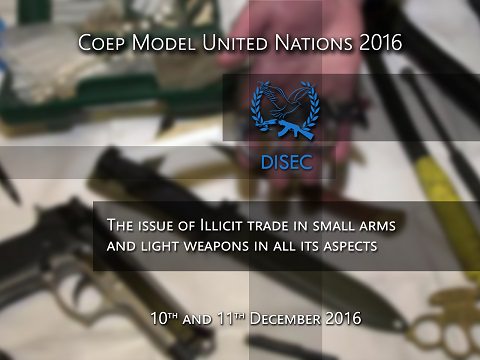 Coep Model United Nations 2016
DISEC
The issue of Illicit trade in small arms
and light weapons in all its aspects
10th and 11th December 2016